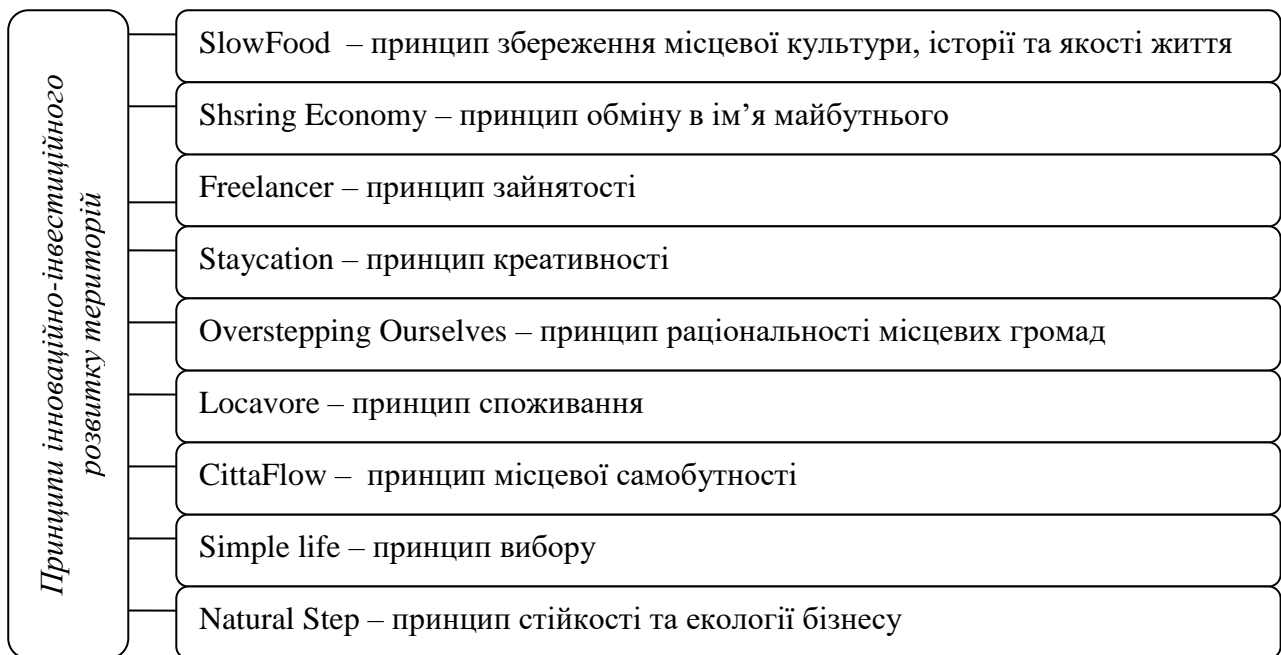 Принципи інноваційно-інвестиційного
розвитку територій
SlowFood – принцип збереження місцевої культури, історії та якості життя
Shsring Economy – принцип обміну в ім’я майбутнього
Freelancer – принцип зайнятості
Staycation – принцип креативності
Overstepping Ourselves – принцип раціональності місцевих громад
Locavore – принцип споживання
CittaFlow – принцип місцевої самобутності
Simple life – принцип вибору
Natural Step – принцип стійкості та екології бізнесу